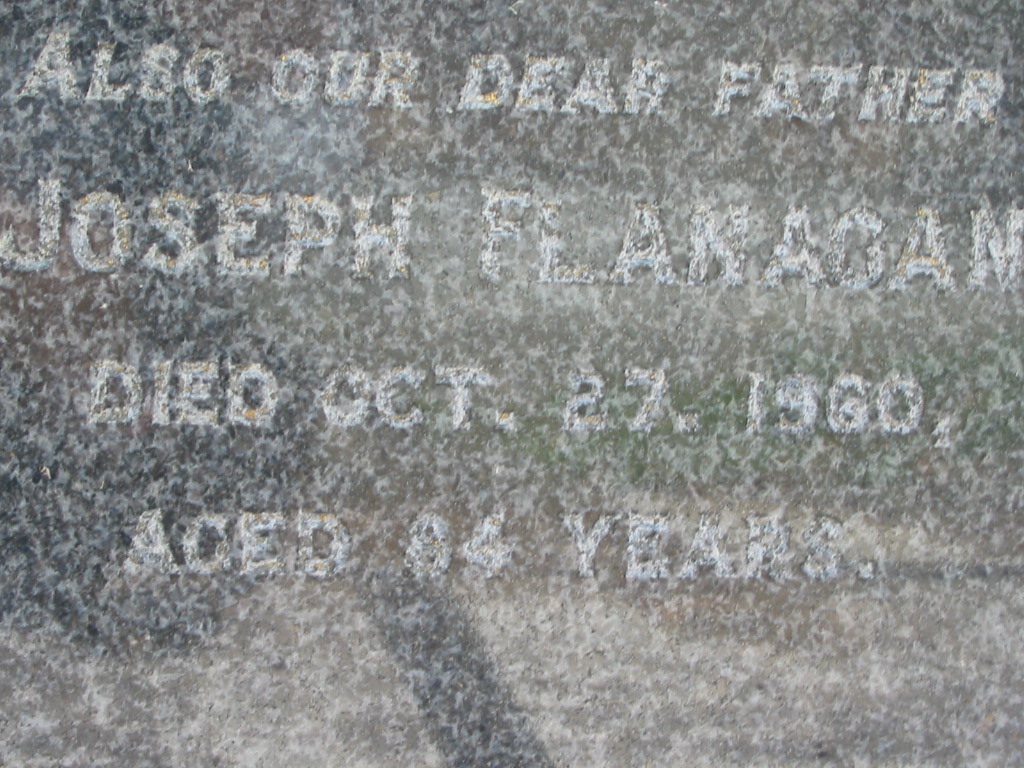 ALSO OUR DEAR FATHER
JOSEPH FLANAGAN
DIED OCT. 27. 1960,
AGED 84 YEARS.